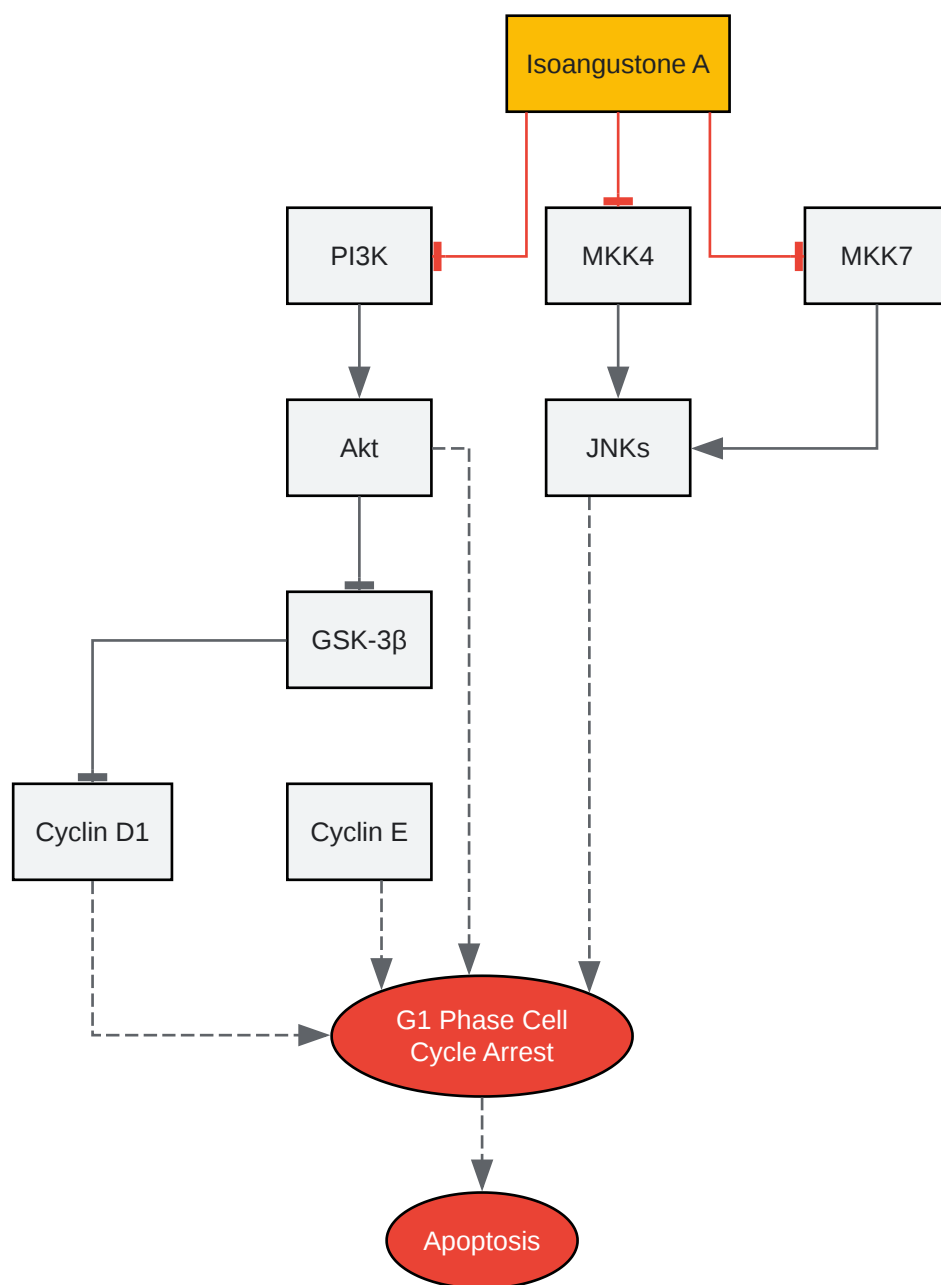 Isoangustone A
PI3K
MKK4
MKK7
Akt
JNKs
GSK-3β
Cyclin D1
Cyclin E
G1 Phase Cell
Cycle Arrest
Apoptosis